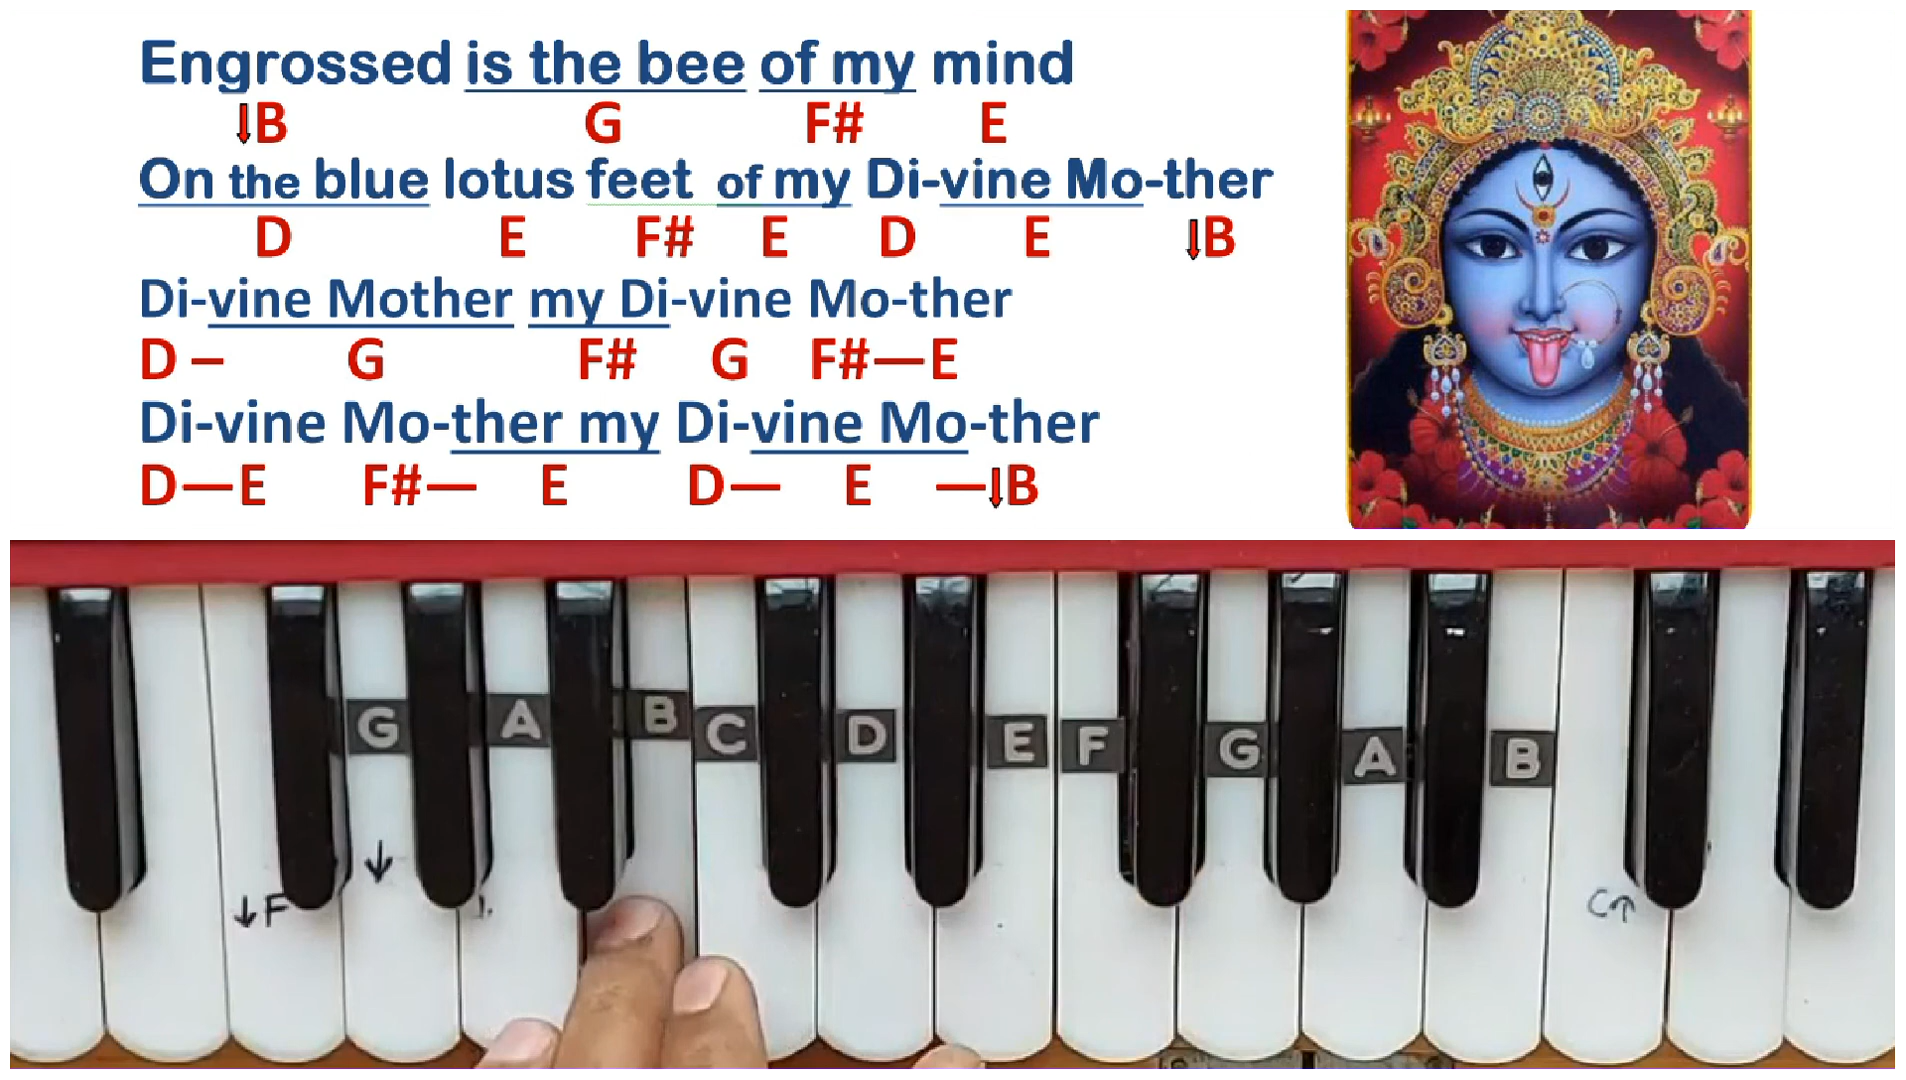 Engrossed is the bee of my mind
↓B G F# E
On the blue lotus feet of my Di-vine Mo-ther
D E F# E D E ↓B
Di-vine Mother my Di-vine Mo-ther
D – G F# G F#—E
Di-vine Mo-ther my Di-vine Mo-ther
D—E F#— E D— E —↓B
G A B C D E F G A B
↓
↓F C↑